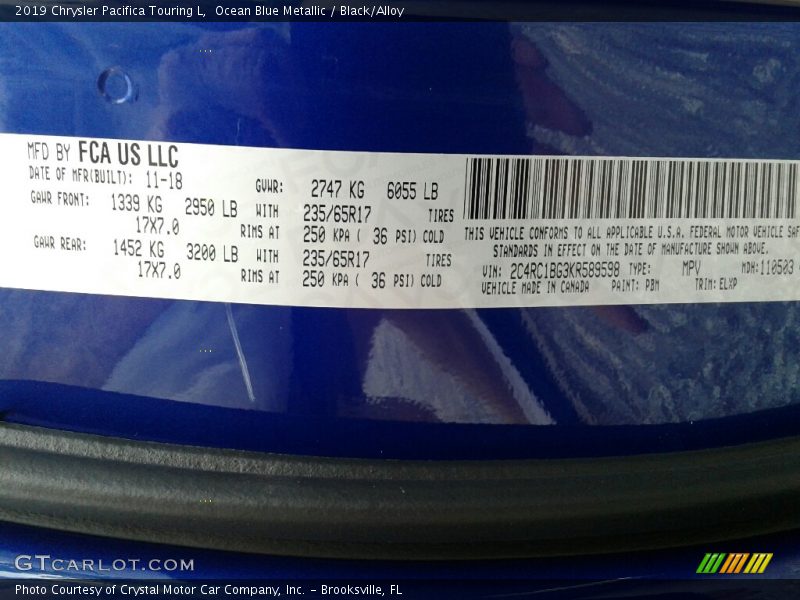 2019 Chrysler Pacifica Touring L,  Ocean Blue Metallic / Black/Alloy
MFD BY FCA US LLC
DATE OF MFR(BUILT): 11-18
GVWR: 2747 KG 6055 LB
GAWR FRONT: 1339 KG 2950 LB WITH 235/65R17 TIRES
17X7.0 RIMS AT 250 KPA ( 36 PSI) COLD
GAWR REAR: 1452 KG 3200 LB WITH 235/65R17 TIRES
17X7.0 RIMS AT 250 KPA ( 36 PSI) COLD
THIS VEHICLE CONFORMS TO ALL APPLICABLE U.S.A. FEDERAL MOTOR VEHICLE SAF
STANDARDS IN EFFECT ON THE DATE OF MANUFACTURE SHOWN ABOVE.
VIN: 2C4RC1BG3KR589598 TYPE: MPV MDH:110503
VEHICLE MADE IN CANADA PAINT: PBM TRIM: ELXP
GTCARLOT.COM
Photo Courtesy of Crystal Motor Car Company, Inc. – Brooksville, FL